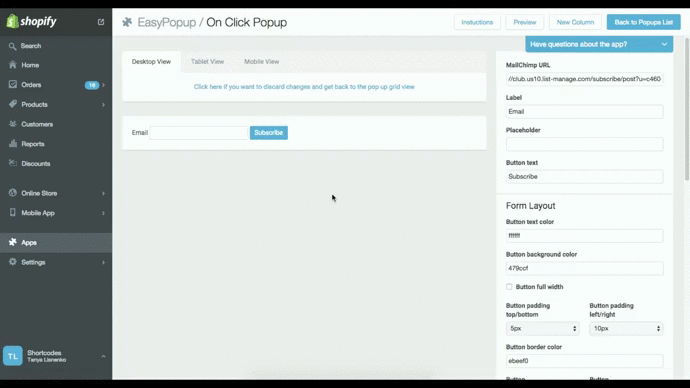 shopify
EasyPopup / On Click Popup
Instuctions
Preview
New Column
Back to Popups List
Have questions about the app?
Search
Home
Orders
16
Products
Customers
Reports
Discounts
Online Store
Mobile App
Apps
Settings
TL
Shortcodes
Tanya Lisnenko
Desktop View
Tablet View
Mobile View
Click here if you want to discard changes and get back to the pop up grid view
Email
Subscribe
MailChimp URL
//club.us10.list-manage.com/subscribe/post?u=c460
Label
Email
Placeholder
Button text
Subscribe
Form Layout
Button text color
ffffff
Button background color
479ccf
Button full width
Button padding
top/bottom
Button padding
left/right
5px
10px
Button border color
ebeef0
Button
Button